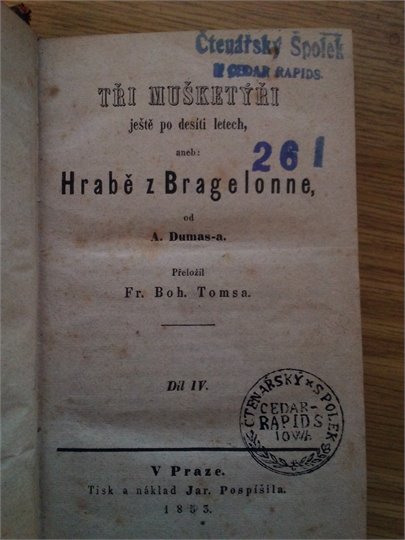 Čtenářský Spolek
V CEDAR RAPIDS.
TŘI MUŠKETÝŘI
ještě po desíti letech,
aneb:
261
Hrabě z Bragelonne,
od
A. Dumas-a.
Přeložil
Fr. Boh. Tomsa.
Díl IV.
ČTENÁŘSKÝ SPOLEK
CEDAR-
RAPIDS
IOWA
V Praze.
Tisk a náklad Jar. Pospíšila.
1853.